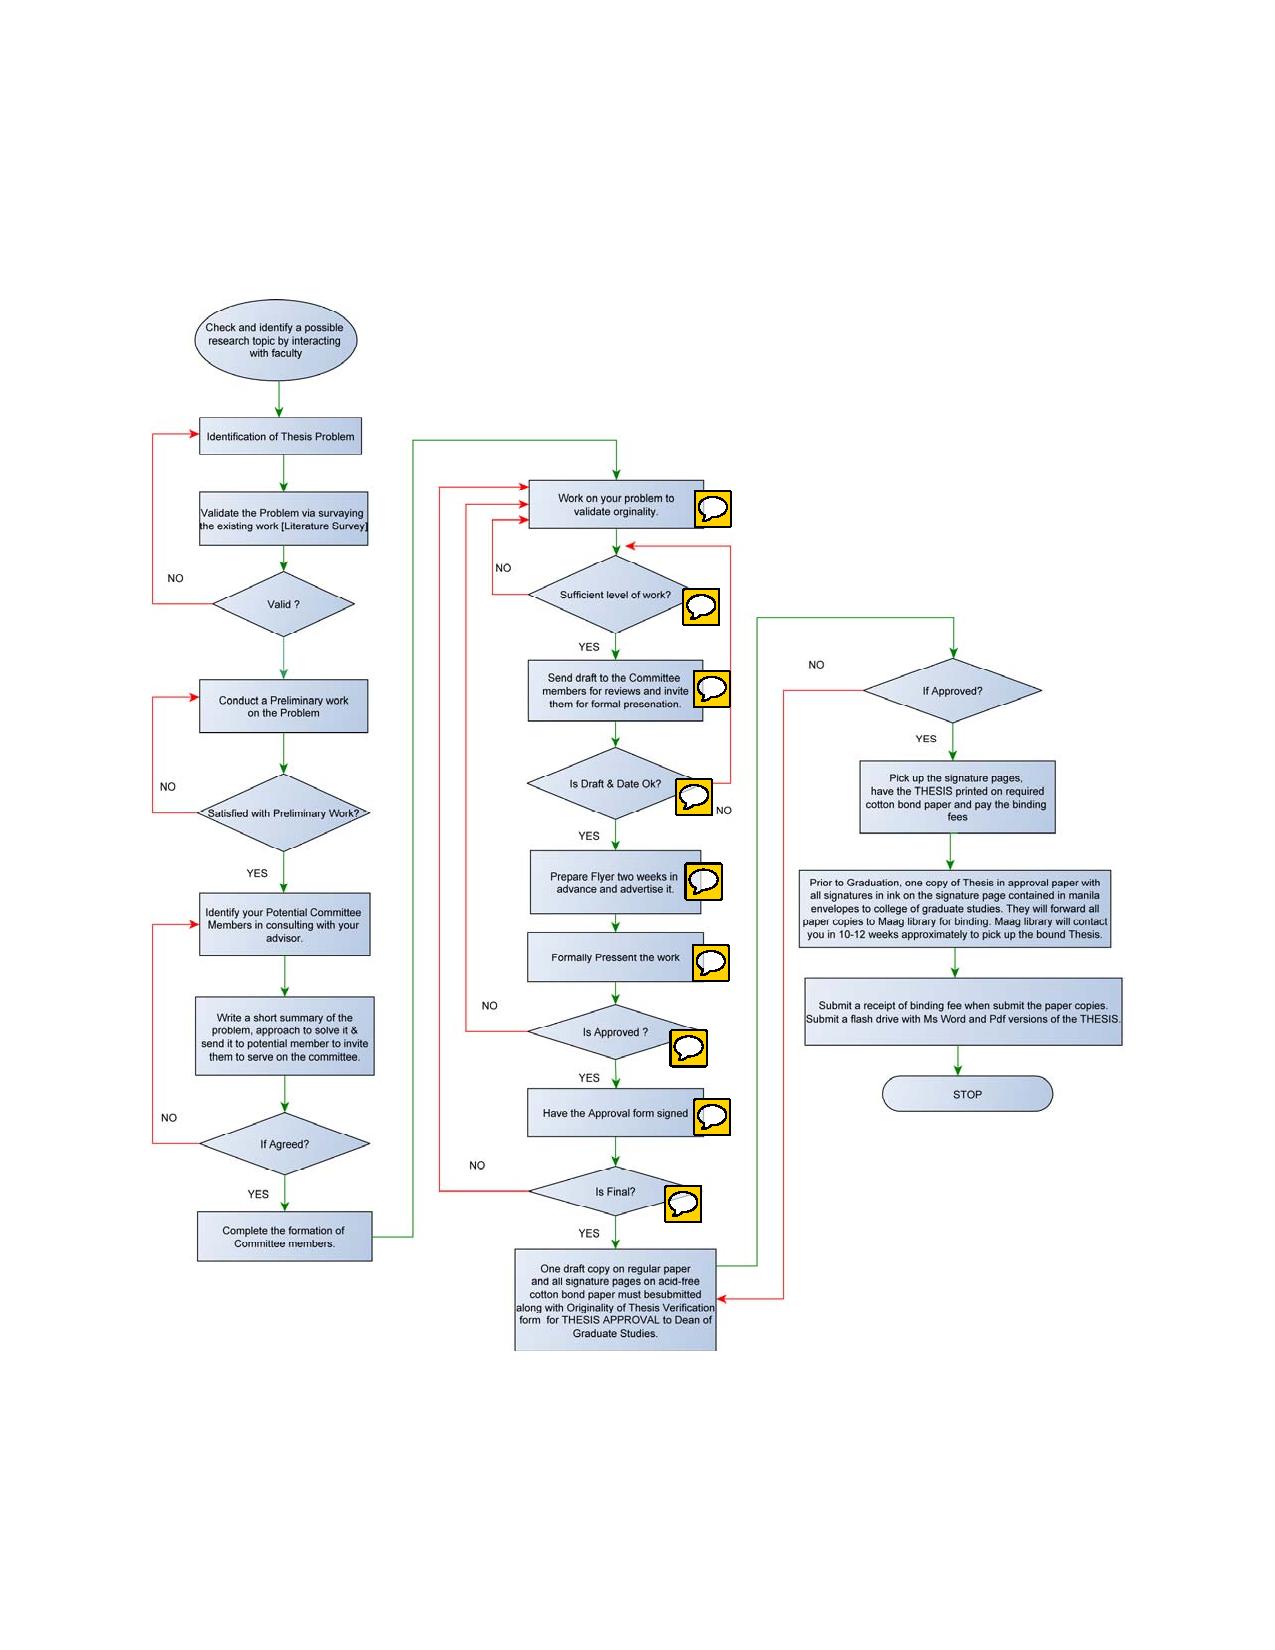 Check and identify a possible
research topic by interacting
with faculty
Identification of Thesis Problem
Validate the Problem via survaying
the existing work [Literature Survey]
NO
Valid ?
Conduct a Preliminary work
on the Problem
NO
Satisfied with Preliminary Work?
YES
Identify your Potential Committee
Members in consulting with your
advisor.
Write a short summary of the
problem, approach to solve it &
send it to potential member to invite
them to serve on the committee.
NO
If Agreed?
YES
Complete the formation of
Committee members.
Work on your problem to
validate orginality.
NO
Sufficient level of work?
YES
Send draft to the Committee
members for reviews and invite
them for formal presenation.
Is Draft & Date Ok?
NO
YES
Prepare Flyer two weeks in
advance and advertise it.
Formally Pressent the work
NO
Is Approved ?
YES
Have the Approval form signed
NO
Is Final?
YES
One draft copy on regular paper
and all signature pages on acid-free
cotton bond paper must besubmitted
along with Originality of Thesis Verification
form for THESIS APPROVAL to Dean of
Graduate Studies.
NO
If Approved?
YES
Pick up the signature pages,
have the THESIS printed on required
cotton bond paper and pay the binding
fees
Prior to Graduation, one copy of Thesis in approval paper with
all signatures in ink on the signature page contained in manila
envelopes to college of graduate studies. They will forward all
paper copies to Maag library for binding. Maag library will contact
you in 10-12 weeks approximately to pick up the bound Thesis.
Submit a receipt of binding fee when submit the paper copies.
Submit a flash drive with Ms Word and Pdf versions of the THESIS.
STOP